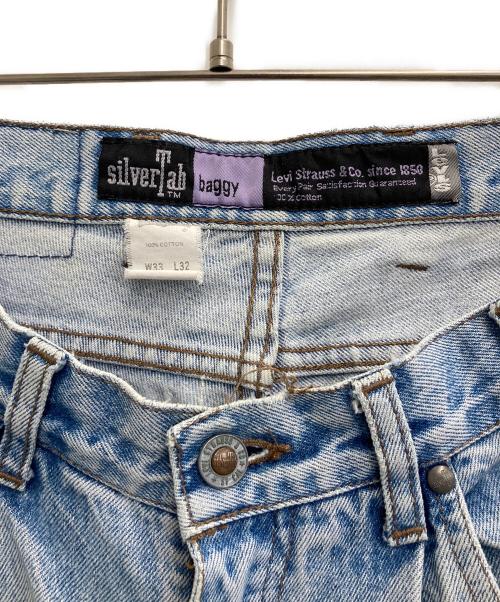 silverTab
TM
baggy
Levi Strauss & Co. since 1850
Every Pair Satisfaction Guaranteed
100% cotton
LEVI'S
100% COTTON
W33 L32